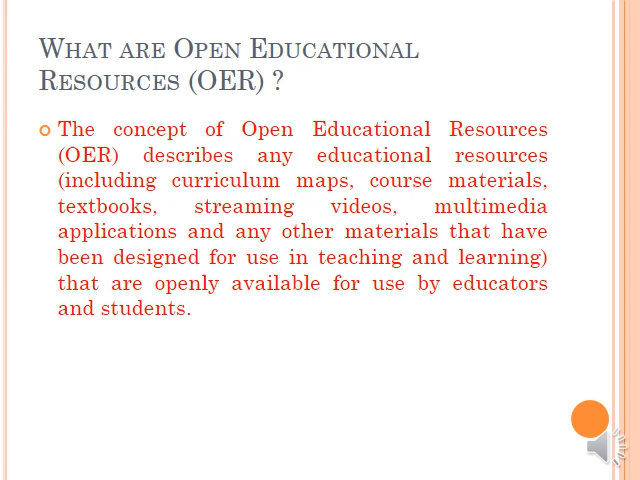 WHAT ARE OPEN EDUCATIONAL
RESOURCES (OER) ?
The concept of Open Educational Resources
(OER) describes any educational resources
(including curriculum maps, course materials,
textbooks, streaming videos, multimedia
applications and any other materials that have
been designed for use in teaching and learning)
that are openly available for use by educators
and students.